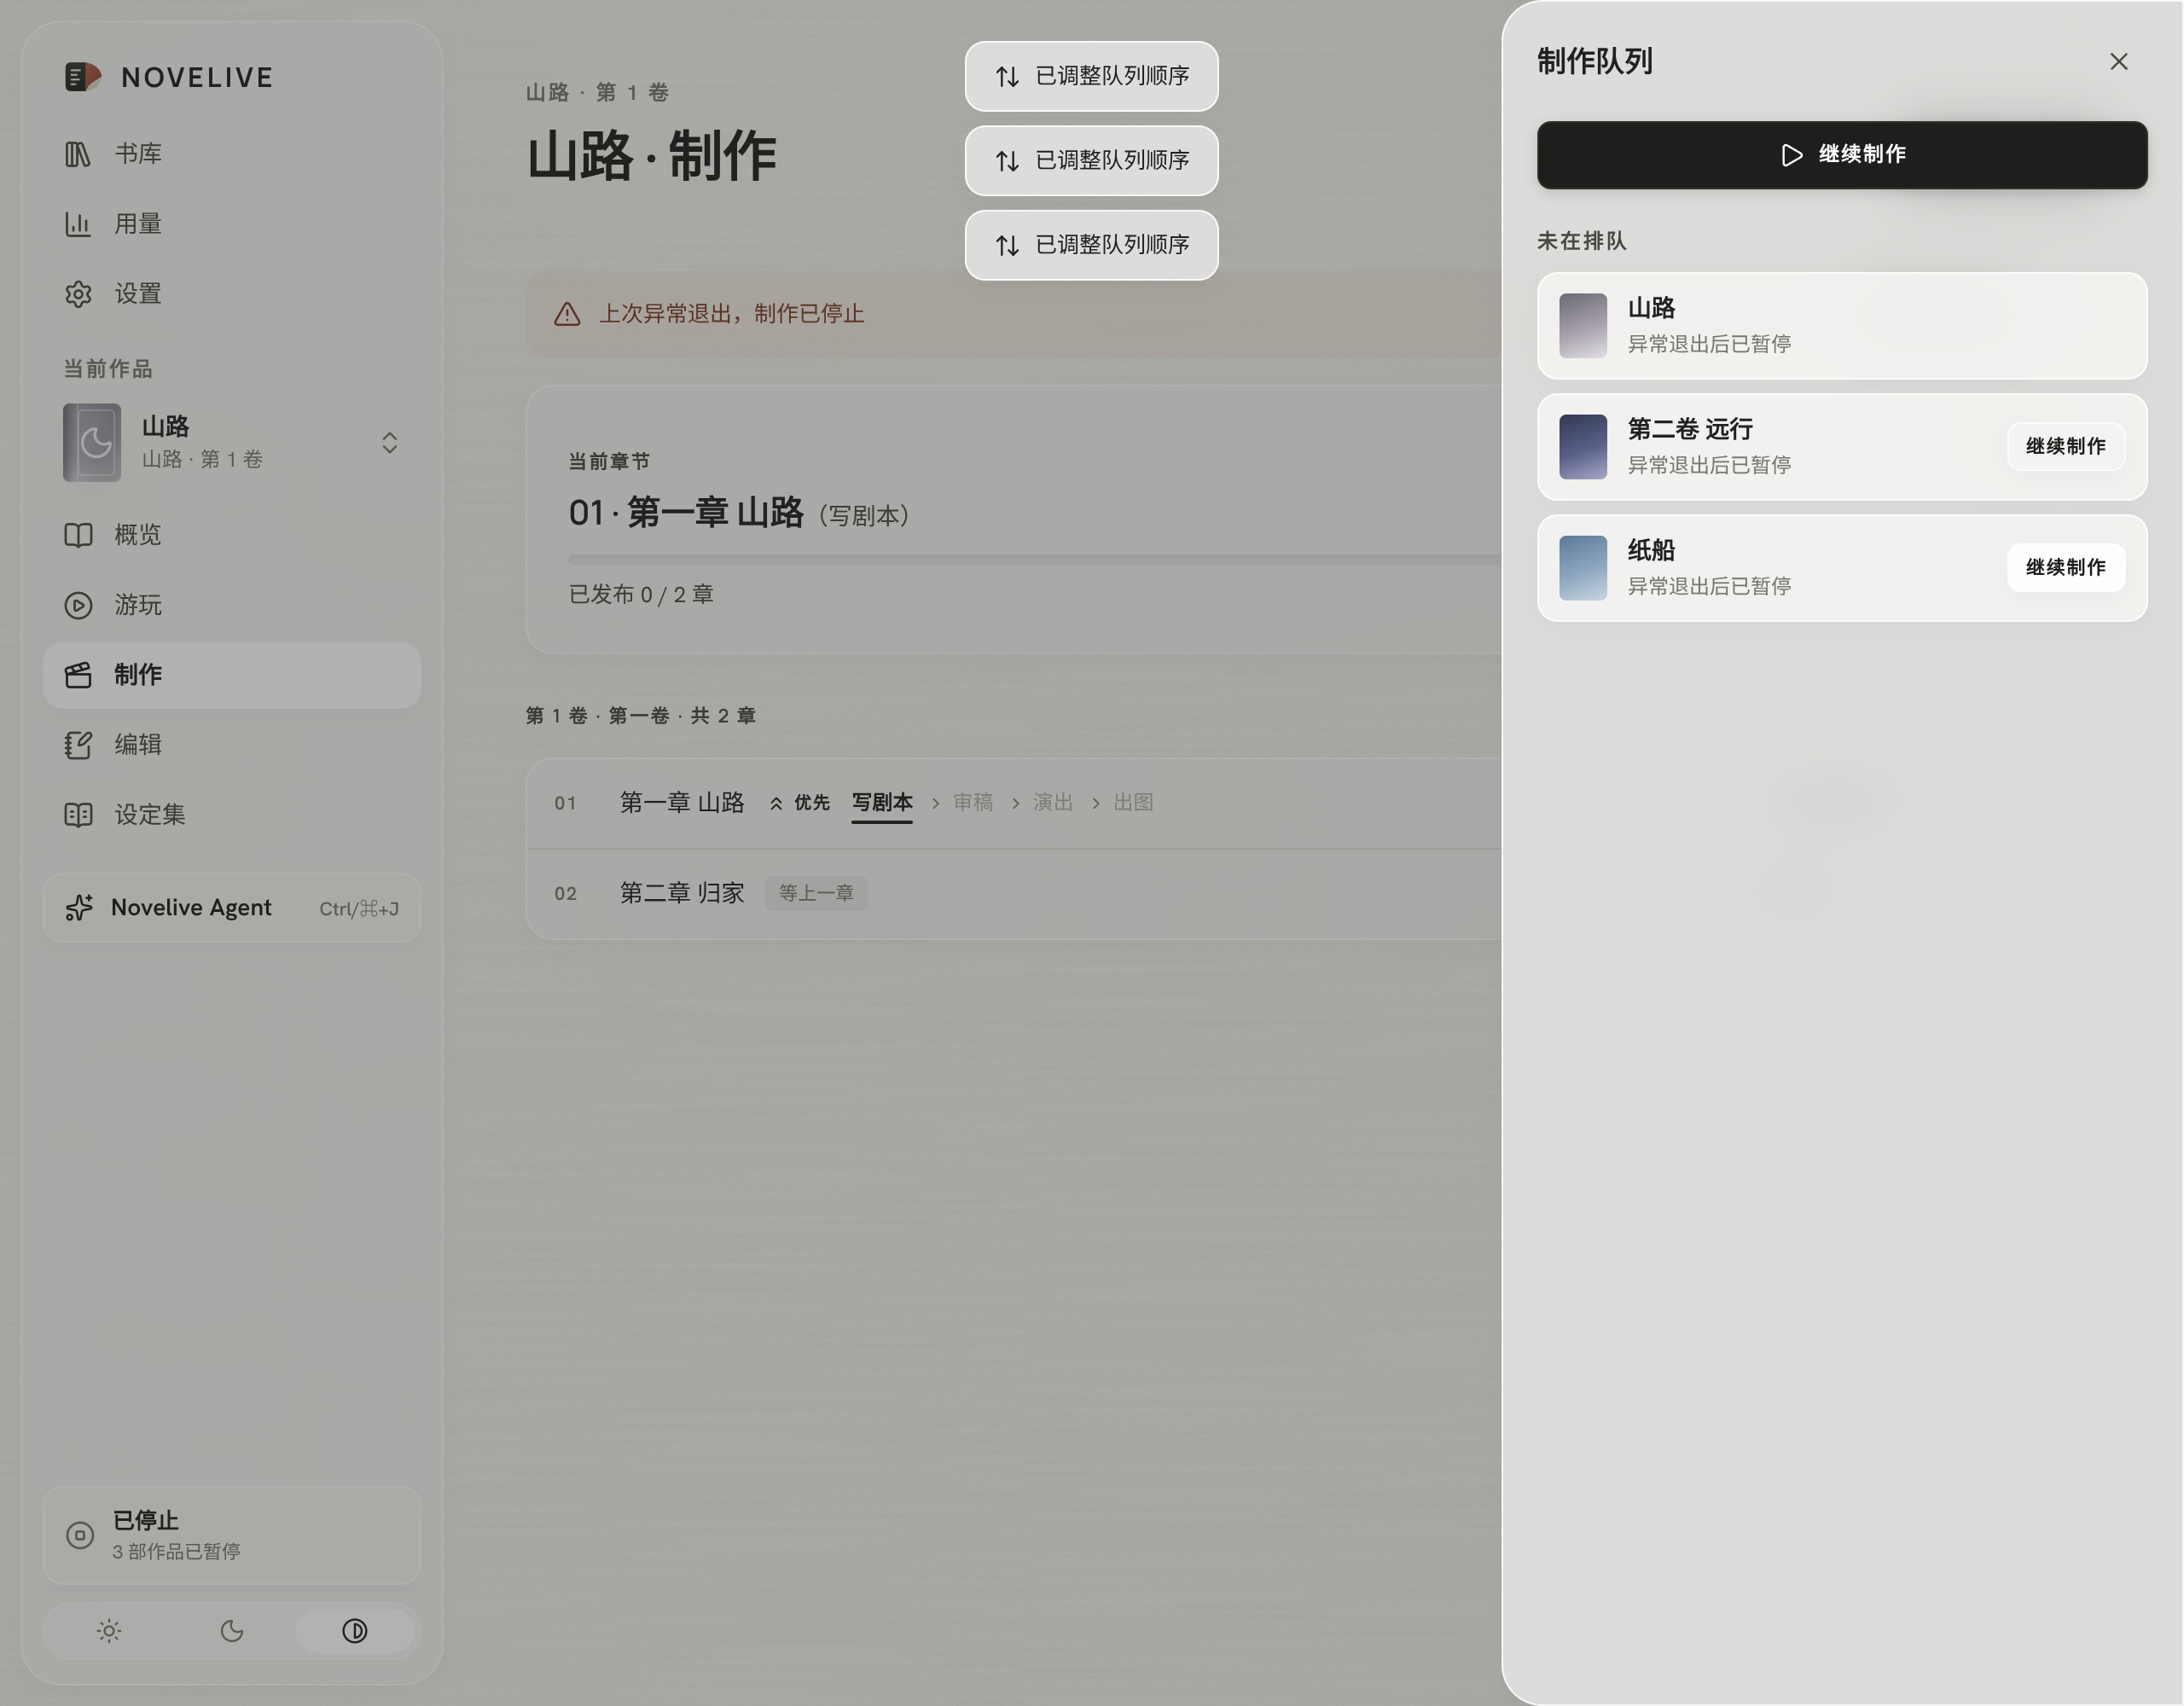 NOVELIVE
书库
用量
设置
当前作品
山路
山路 · 第 1 卷
概览
游玩
制作
编辑
设定集
Novelive Agent
Ctrl/⌘+J
已停止
3 部作品已暂停
山路 · 第 1 卷
山路 · 制作
已调整队列顺序
已调整队列顺序
已调整队列顺序
上次异常退出，制作已停止
当前章节
01 · 第一章 山路（写剧本）
已发布 0 / 2 章
第 1 卷 · 第一卷 · 共 2 章
01 第一章 山路 优先 写剧本 审稿 演出 出图
02 第二章 归家 等上一章
制作队列
继续制作
未在排队
山路
异常退出后已暂停
第二卷 远行
异常退出后已暂停
继续制作
纸船
异常退出后已暂停
继续制作